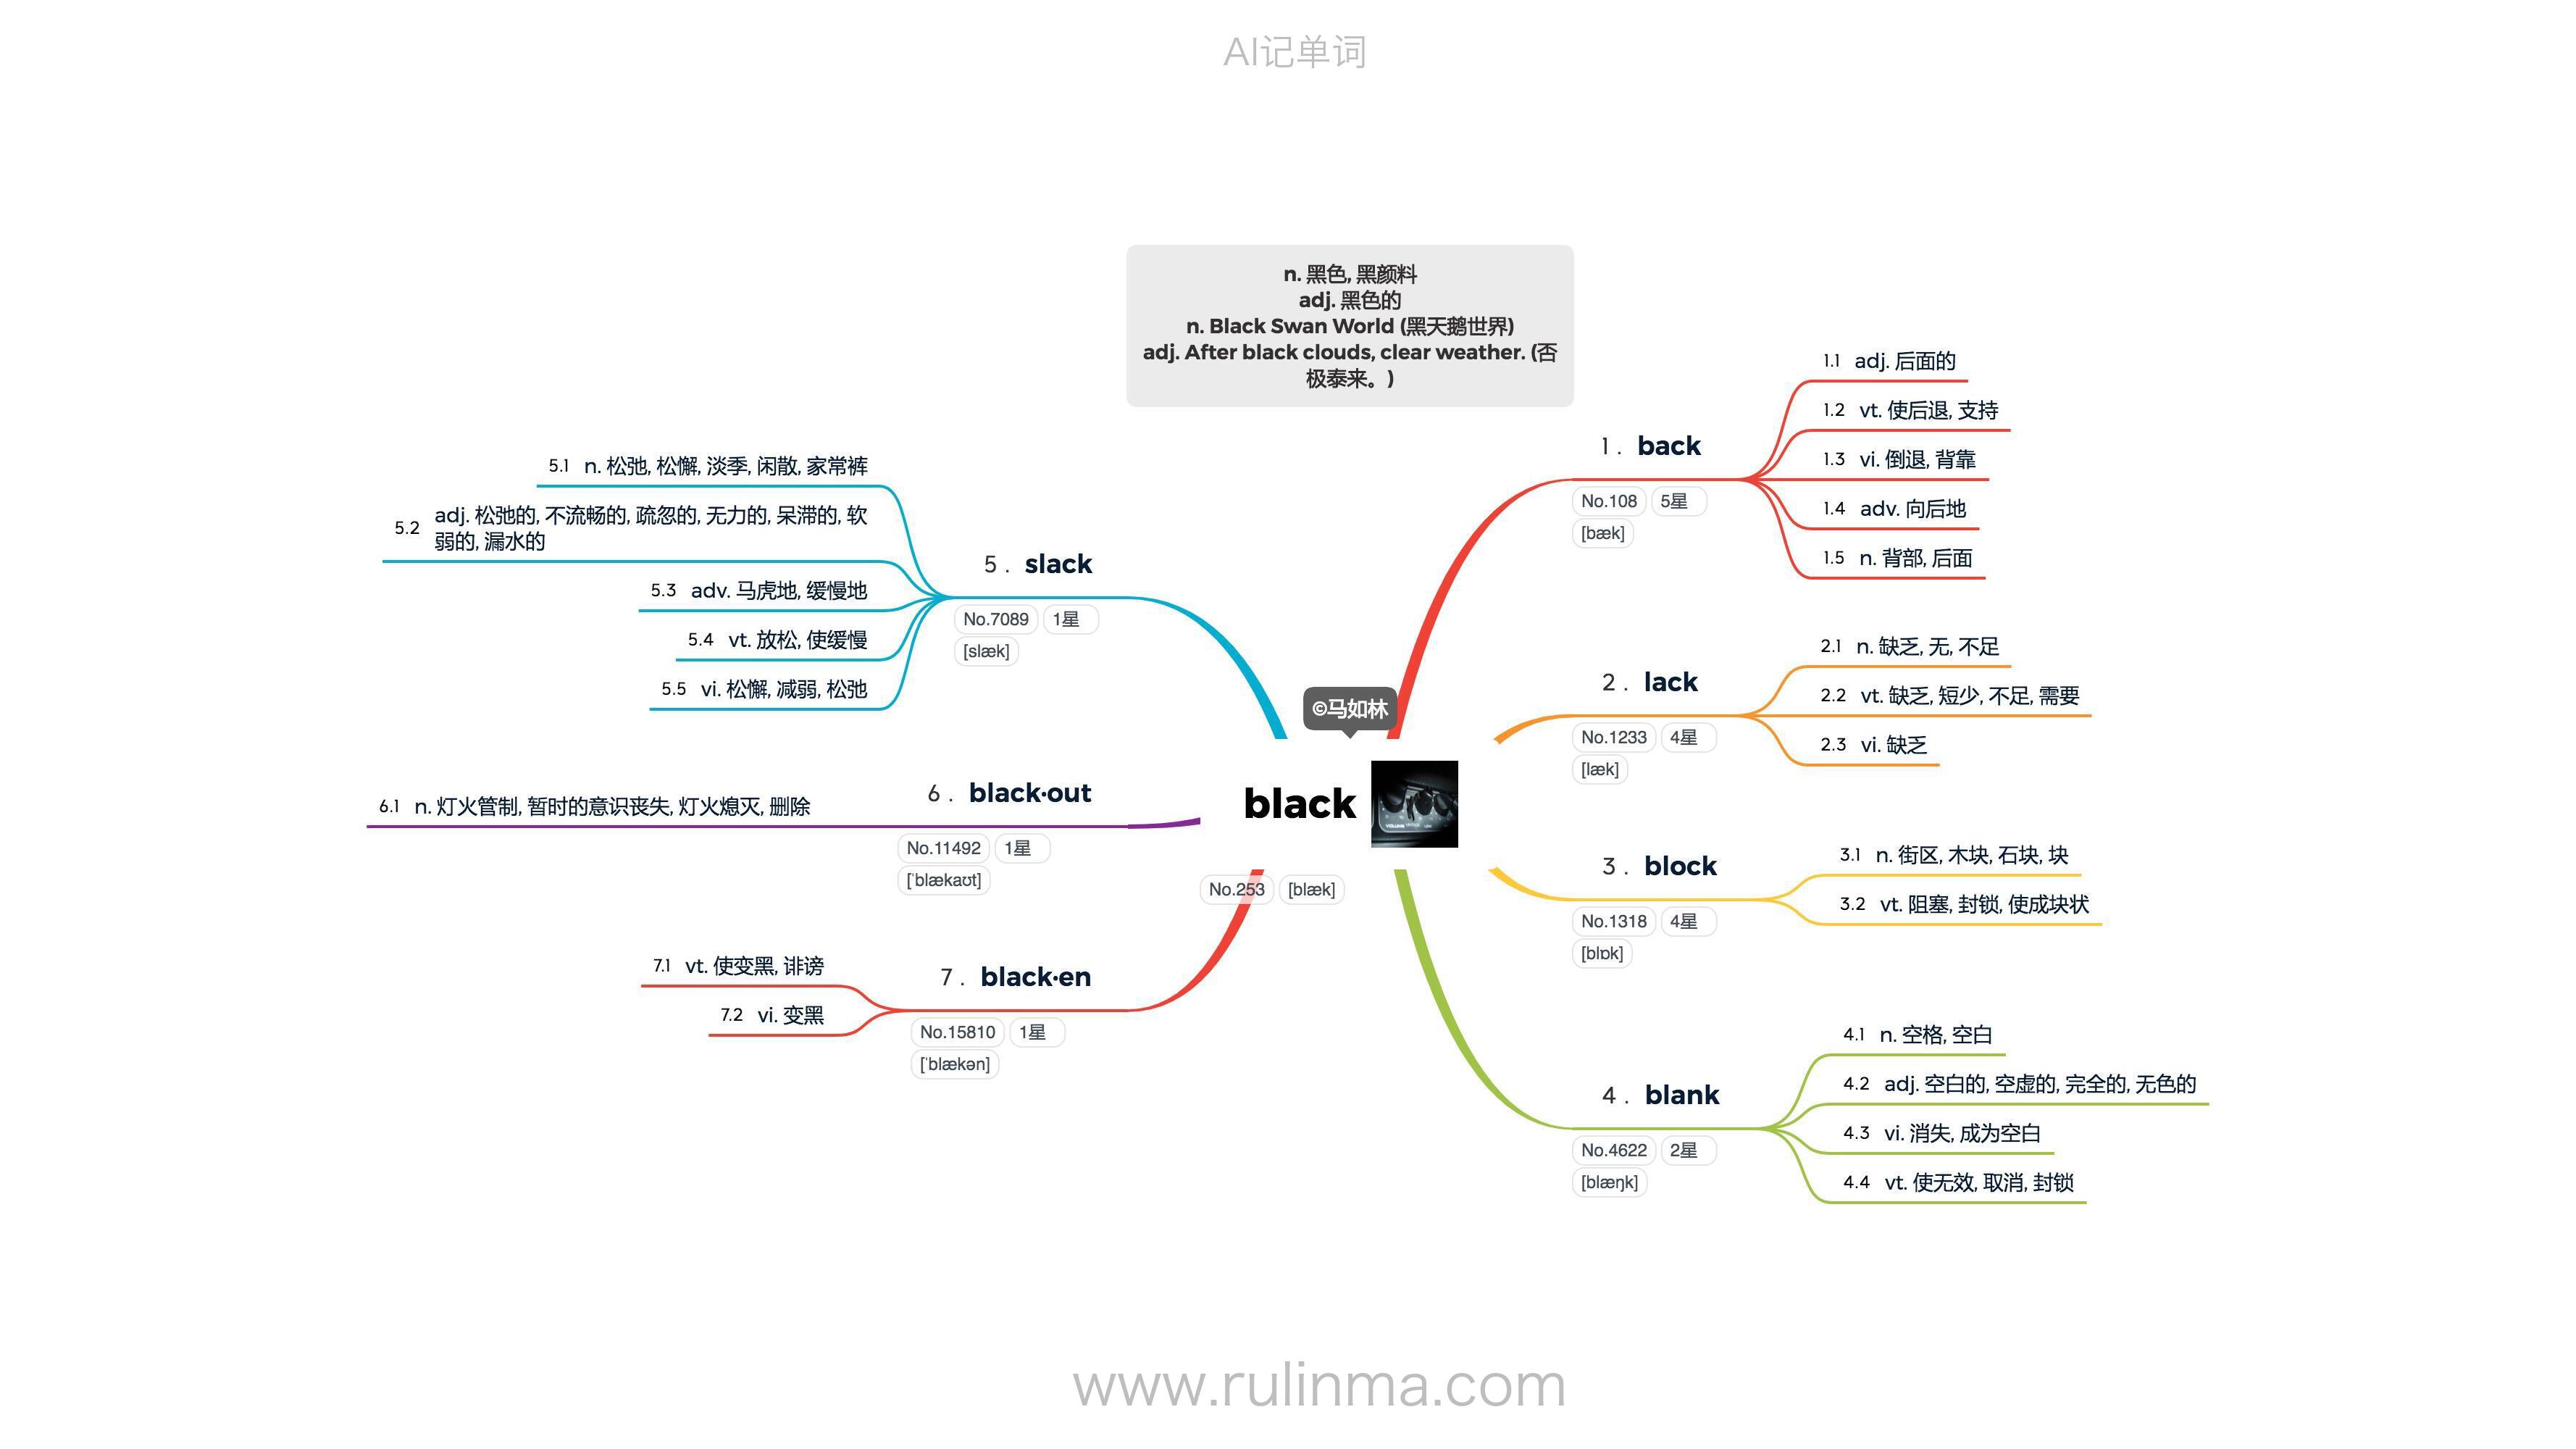 AI记单词
n. 黑色, 黑颜料
adj. 黑色的
n. Black Swan World (黑天鹅世界)
adj. After black clouds, clear weather. (否
极泰来。)
©马如林
black
No.253 [blæk]
1 . back
No.108 5星
[bæk]
1.1 adj. 后面的
1.2 vt. 使后退, 支持
1.3 vi. 倒退, 背靠
1.4 adv. 向后地
1.5 n. 背部, 后面
2 . lack
No.1233 4星
[læk]
2.1 n. 缺乏, 无, 不足
2.2 vt. 缺乏, 短少, 不足, 需要
2.3 vi. 缺乏
3 . block
No.1318 4星
[blɒk]
3.1 n. 街区, 木块, 石块, 块
3.2 vt. 阻塞, 封锁, 使成块状
4 . blank
No.4622 2星
[blæŋk]
4.1 n. 空格, 空白
4.2 adj. 空白的, 空虚的, 完全的, 无色的
4.3 vi. 消失, 成为空白
4.4 vt. 使无效, 取消, 封锁
5 . slack
No.7089 1星
[slæk]
5.1 n. 松弛, 松懈, 淡季, 闲散, 家常裤
5.2 adj. 松弛的, 不流畅的, 疏忽的, 无力的, 呆滞的, 软
弱的, 漏水的
5.3 adv. 马虎地, 缓慢地
5.4 vt. 放松, 使缓慢
5.5 vi. 松懈, 减弱, 松弛
6 . black·out
No.11492 1星
[ˈblækaʊt]
6.1 n. 灯火管制, 暂时的意识丧失, 灯火熄灭, 删除
7 . black·en
No.15810 1星
[ˈblækən]
7.1 vt. 使变黑, 诽谤
7.2 vi. 变黑
www.rulinma.com